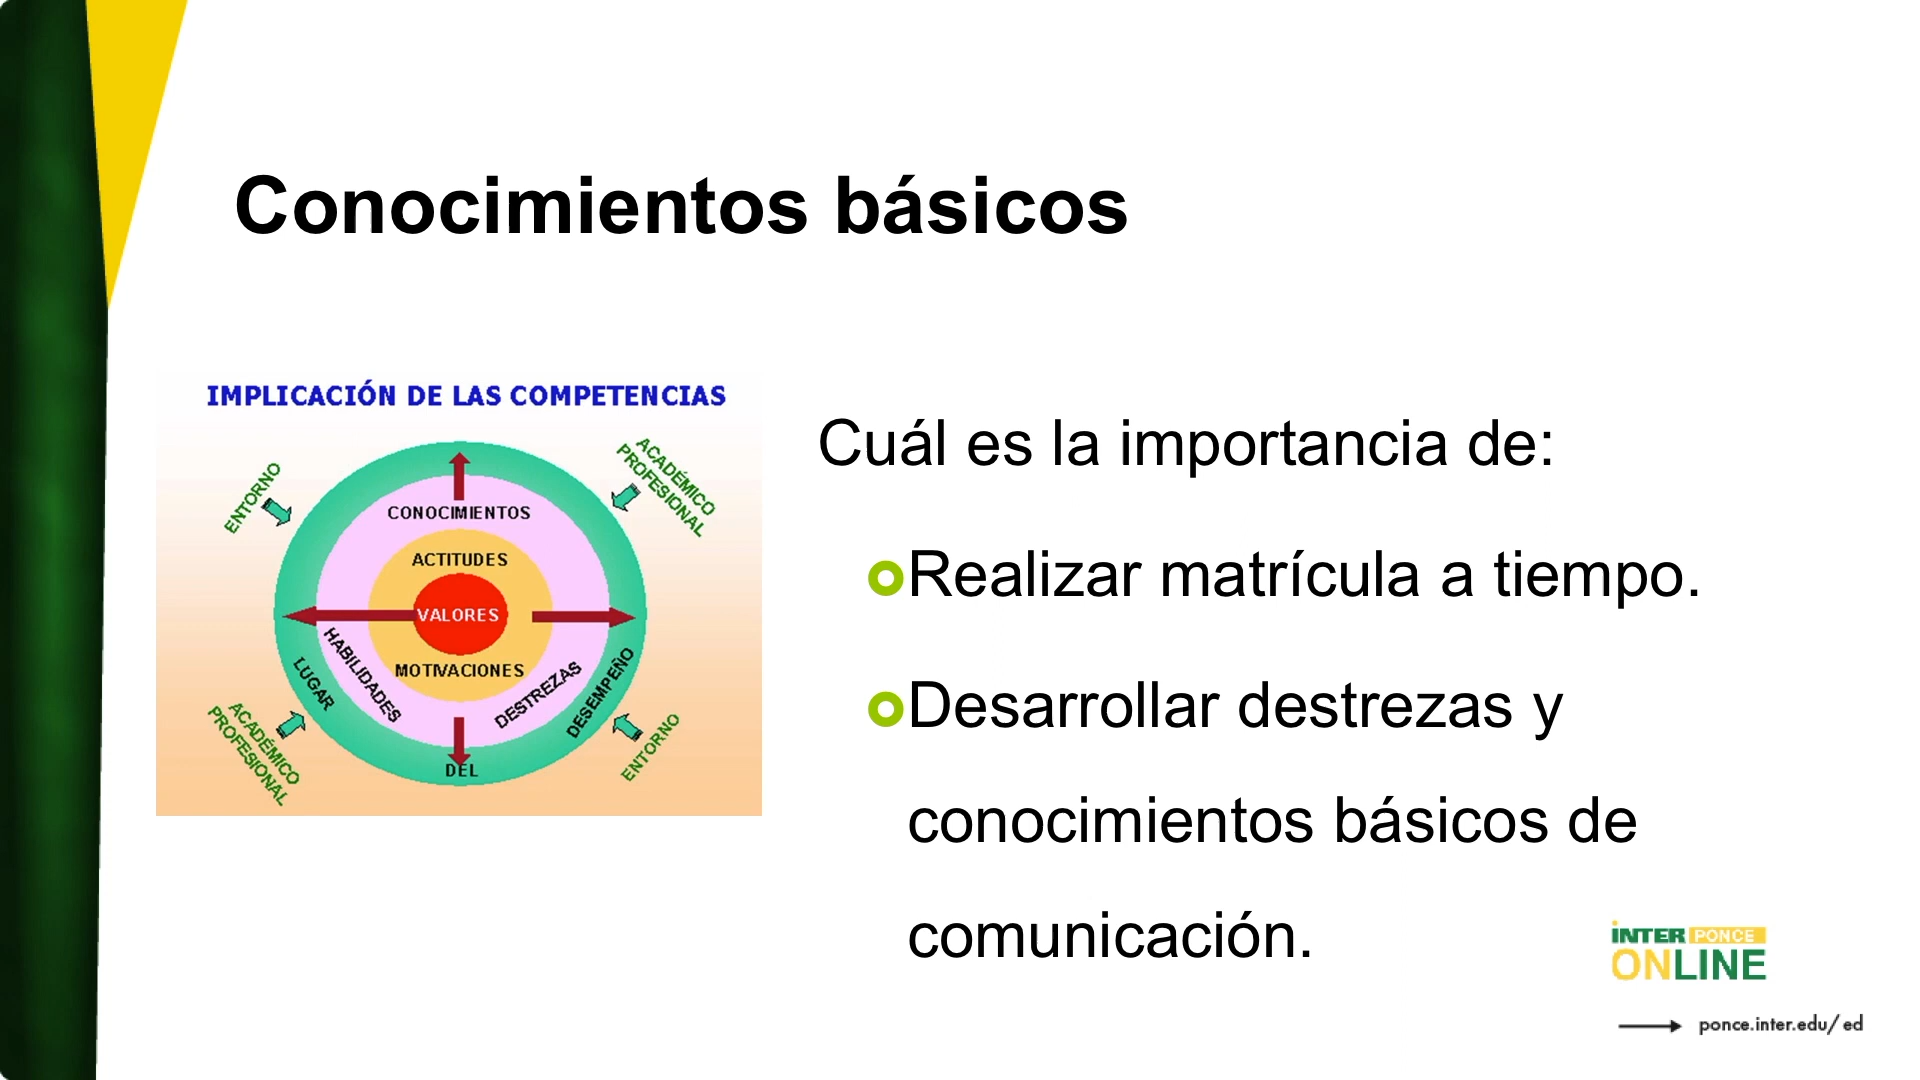 Conocimientos básicos
IMPLICACIÓN DE LAS COMPETENCIAS
ENTORNO
ACADÉMICO
PROFESIONAL
CONOCIMIENTOS
ACTITUDES
VALORES
MOTIVACIONES
HABILIDADES
DESTREZAS
LUGAR
DEL
DESEMPEÑO
ACADÉMICO
PROFESIONAL
ENTORNO
Cuál es la importancia de:
Realizar matrícula a tiempo.
Desarrollar destrezas y
conocimientos básicos de
comunicación.
INTER PONCE
ONLINE
ponce.inter.edu/ed